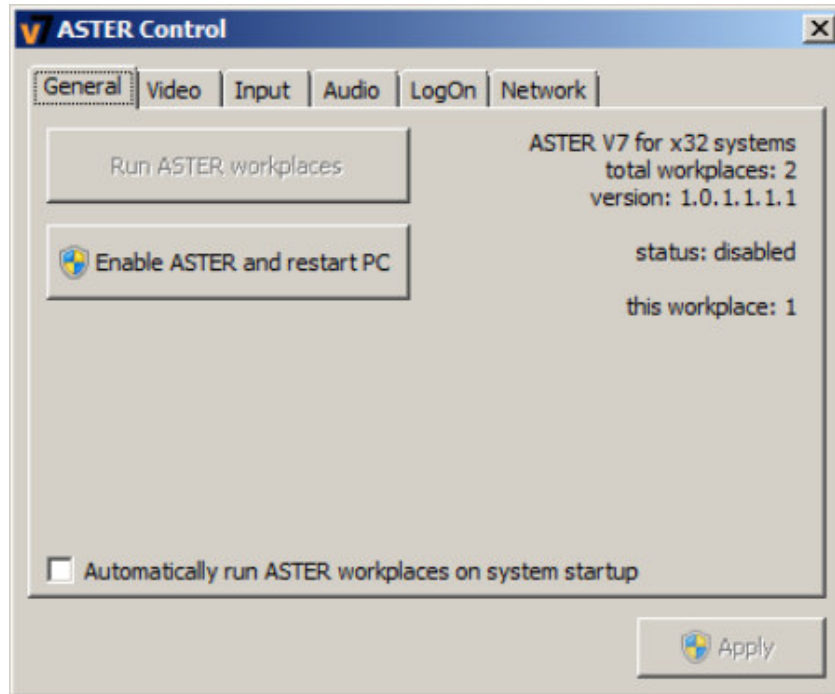 v7 ASTER Control
General Video Input Audio LogOn Network
Run ASTER workplaces
ASTER V7 for x32 systems
total workplaces: 2
version: 1.0.1.1.1.1
Enable ASTER and restart PC
status: disabled
this workplace: 1
Automatically run ASTER workplaces on system startup
Apply